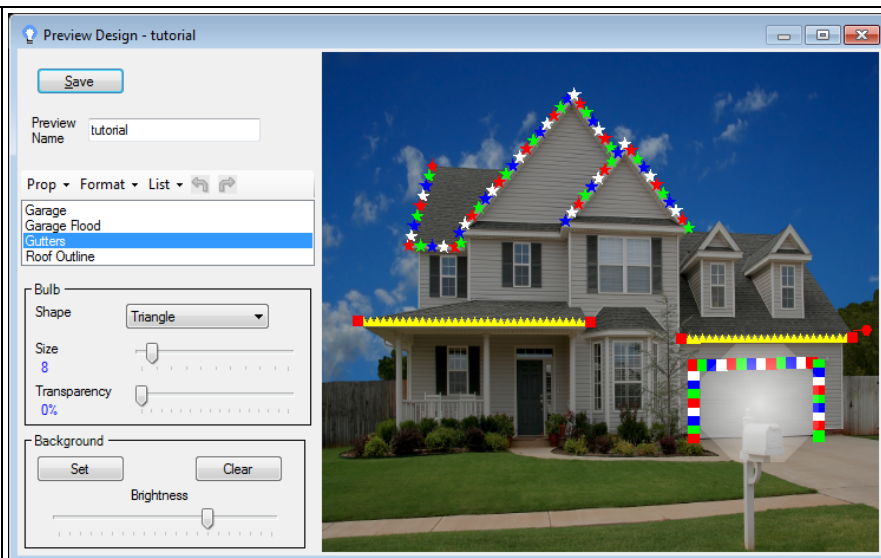 Preview Design - tutorial
Save
Preview
Name
tutorial
Prop Format List
Garage
Garage Flood
Gutters
Roof Outline
Bulb
Shape
Triangle
Size
8
Transparency
0%
Background
Set Clear
Brightness